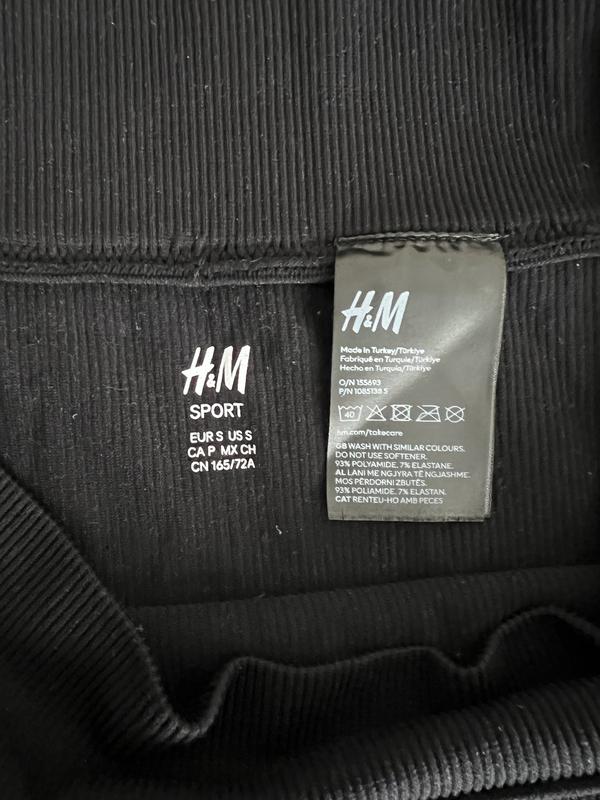 H&M
SPORT
EUR S US S
CA P MX CH
CN 165/72A
H&M
Made in Turkey/Türkiye
Fabriqué en Turquie/Türkiye
Hecho en Turquía/Türkiye
O/N 155693
P/N 1085138 S
40
hm.com/takecare
GB WASH WITH SIMILAR COLOURS.
DO NOT USE SOFTENER.
93% POLYAMIDE, 7% ELASTANE.
AL LANI ME NGJYRA TË NGJASHME.
MOS PËRDORNI ZBUTËS.
93% POLIAMIDE, 7% ELASTAN.
CAT RENTEU-HO AMB PECES